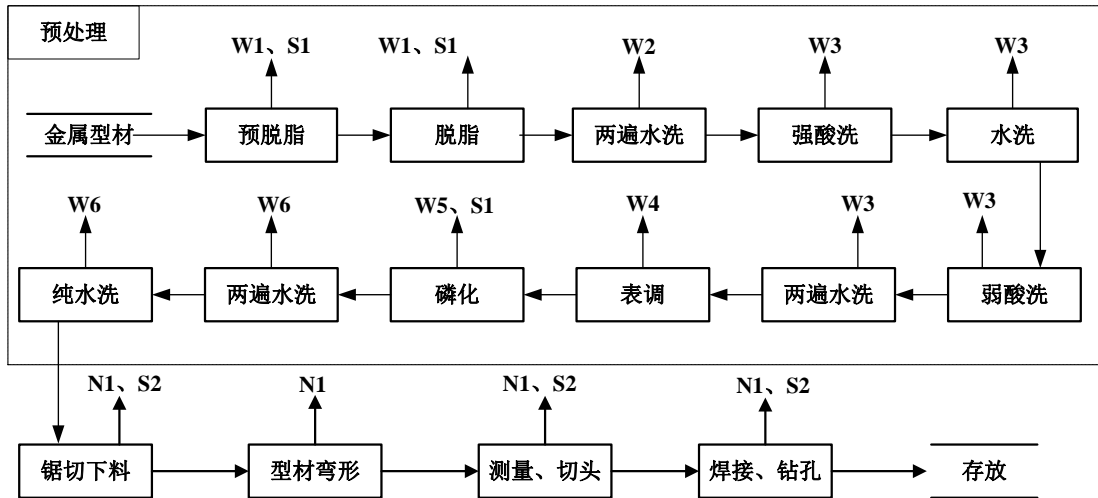 预处理
W1、S1
W1、S1
W2
W3
W3
金属型材
预脱脂
脱脂
两遍水洗
强酸洗
水洗
W6
W6
W5、S1
W4
W3
W3
纯水洗
两遍水洗
磷化
表调
两遍水洗
弱酸洗
N1、S2
N1
N1、S2
N1、S2
锯切下料
型材弯形
测量、切头
焊接、钻孔
存放